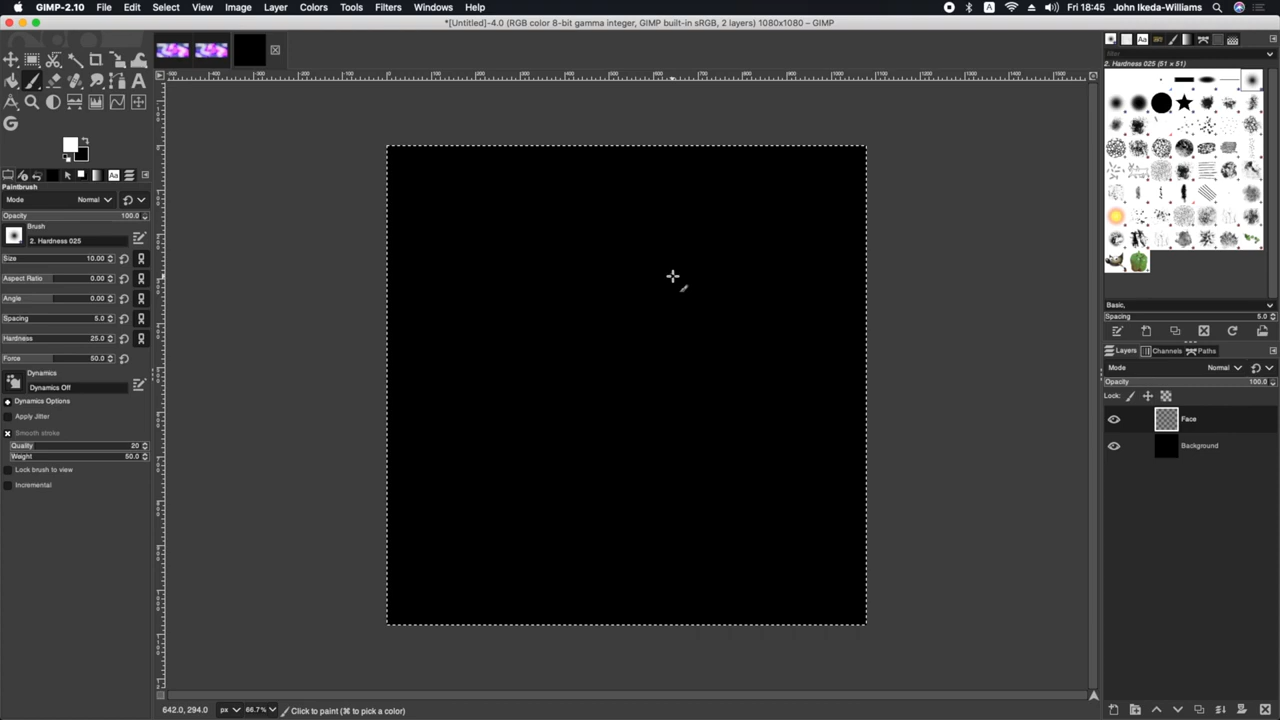 GIMP-2.10 File Edit Select View Image Layer Colors Tools Filters Windows Help A Fri 18:45 John Ikeda-Williams
*[Untitled]-4.0 (RGB color 8-bit gamma integer, GIMP built-in sRGB, 2 layers) 1080x1080 – GIMP
filter
2. Hardness 025 (51 × 51)
Paintbrush
Mode Normal
Opacity 100.0
Brush
2. Hardness 025
Size 10.00
Aspect Ratio 0.00
Angle 0.00
Spacing 5.0
Hardness 25.0
Force 50.0
Dynamics
Dynamics Off
Dynamics Options
Apply Jitter
Smooth stroke
Quality 20
Weight 50.0
Lock brush to view
Incremental
Basic,
Spacing 5.0
Layers Channels Paths
Mode Normal
Opacity 100.0
Lock:
Face
Background
642.0, 294.0 px 66.7% Click to paint (⌘ to pick a color)